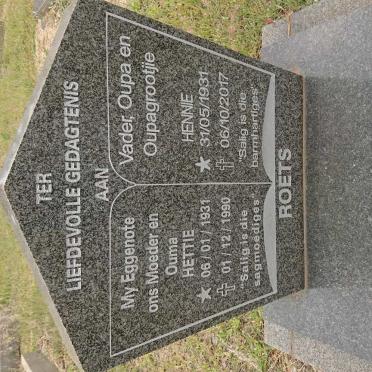 TER
LIEFDEVOLLE GEDAGTENIS
AAN
My Eggenote
ons Moeder en
Ouma
HETTIE
06/01/1931
01/12/1990
Salig is die
sagmoediges
Vader, Oupa en
Oupagrootjie
HENNIE
31/05/1931
06/10/2017
"Salig is die
barmhartiges"
ROETS